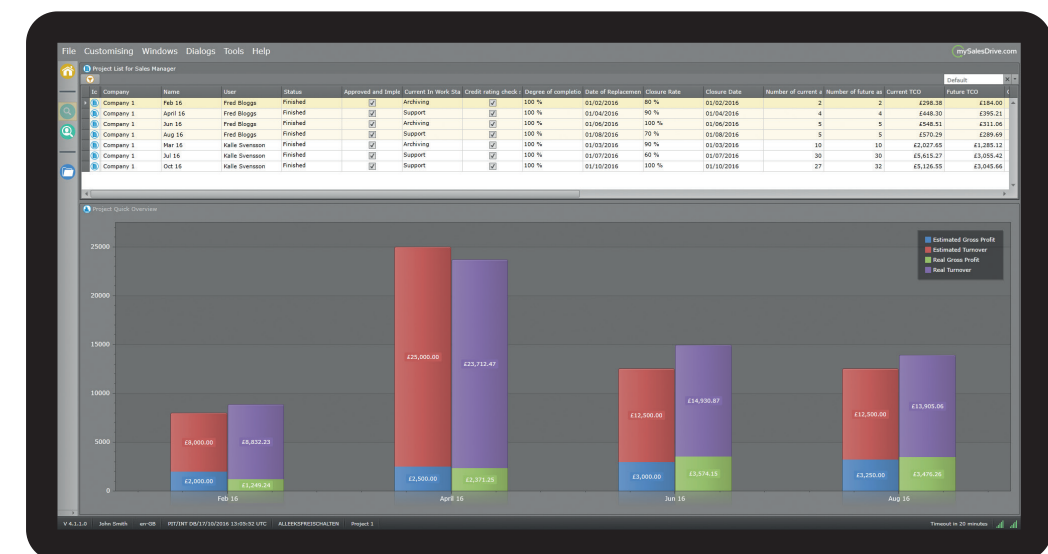 File Customising Windows Dialogs Tools Help mySalesDrive.com
Project List for Sales Manager
Default
Ic Company Name User Status Approved and Imple Current In Work Sta Credit rating check : Degree of completio Date of Replacemen Closure Rate Closure Date Number of current a Number of future as Current TCO Future TCO
Company 1 Feb 16 Fred Bloggs Finished Archiving 100 % 01/02/2016 80 % 01/02/2016 2 2 £298.38 £184.00
Company 1 April 16 Fred Bloggs Finished Support 100 % 01/04/2016 90 % 01/04/2016 4 4 £448.30 £395.21
Company 1 Jun 16 Fred Bloggs Finished Archiving 100 % 01/06/2016 100 % 01/06/2016 5 5 £548.51 £311.06
Company 1 Aug 16 Fred Bloggs Finished Support 100 % 01/08/2016 70 % 01/08/2016 5 5 £570.29 £289.69
Company 1 Mar 16 Kalle Svensson Finished Archiving 100 % 01/03/2016 90 % 01/03/2016 10 10 £2,027.65 £1,285.12
Company 1 Jul 16 Kalle Svensson Finished Support 100 % 01/07/2016 60 % 01/07/2016 30 30 £5,615.27 £3,055.42
Company 1 Oct 16 Kalle Svensson Finished Support 100 % 01/10/2016 100 % 01/10/2016 27 32 £5,126.55 £3,045.66
Project Quick Overview
Estimated Gross Profit
Estimated Turnover
Real Gross Profit
Real Turnover
25000
20000
15000
10000
5000
0
£8,000.00 £8,832.23
£2,000.00 £1,249.24
£25,000.00 £23,712.47
£2,500.00 £2,371.25
£12,500.00 £14,930.87
£3,000.00 £3,574.15
£12,500.00 £13,905.06
£3,250.00 £3,476.26
Feb 16 April 16 Jun 16 Aug 16
V 4.1.1.0 John Smith en-GB PIT/INT DB/17/10/2016 13:05:52 UTC ALLEEKSFREISCHALTEN Project 1 Timeout in 20 minutes